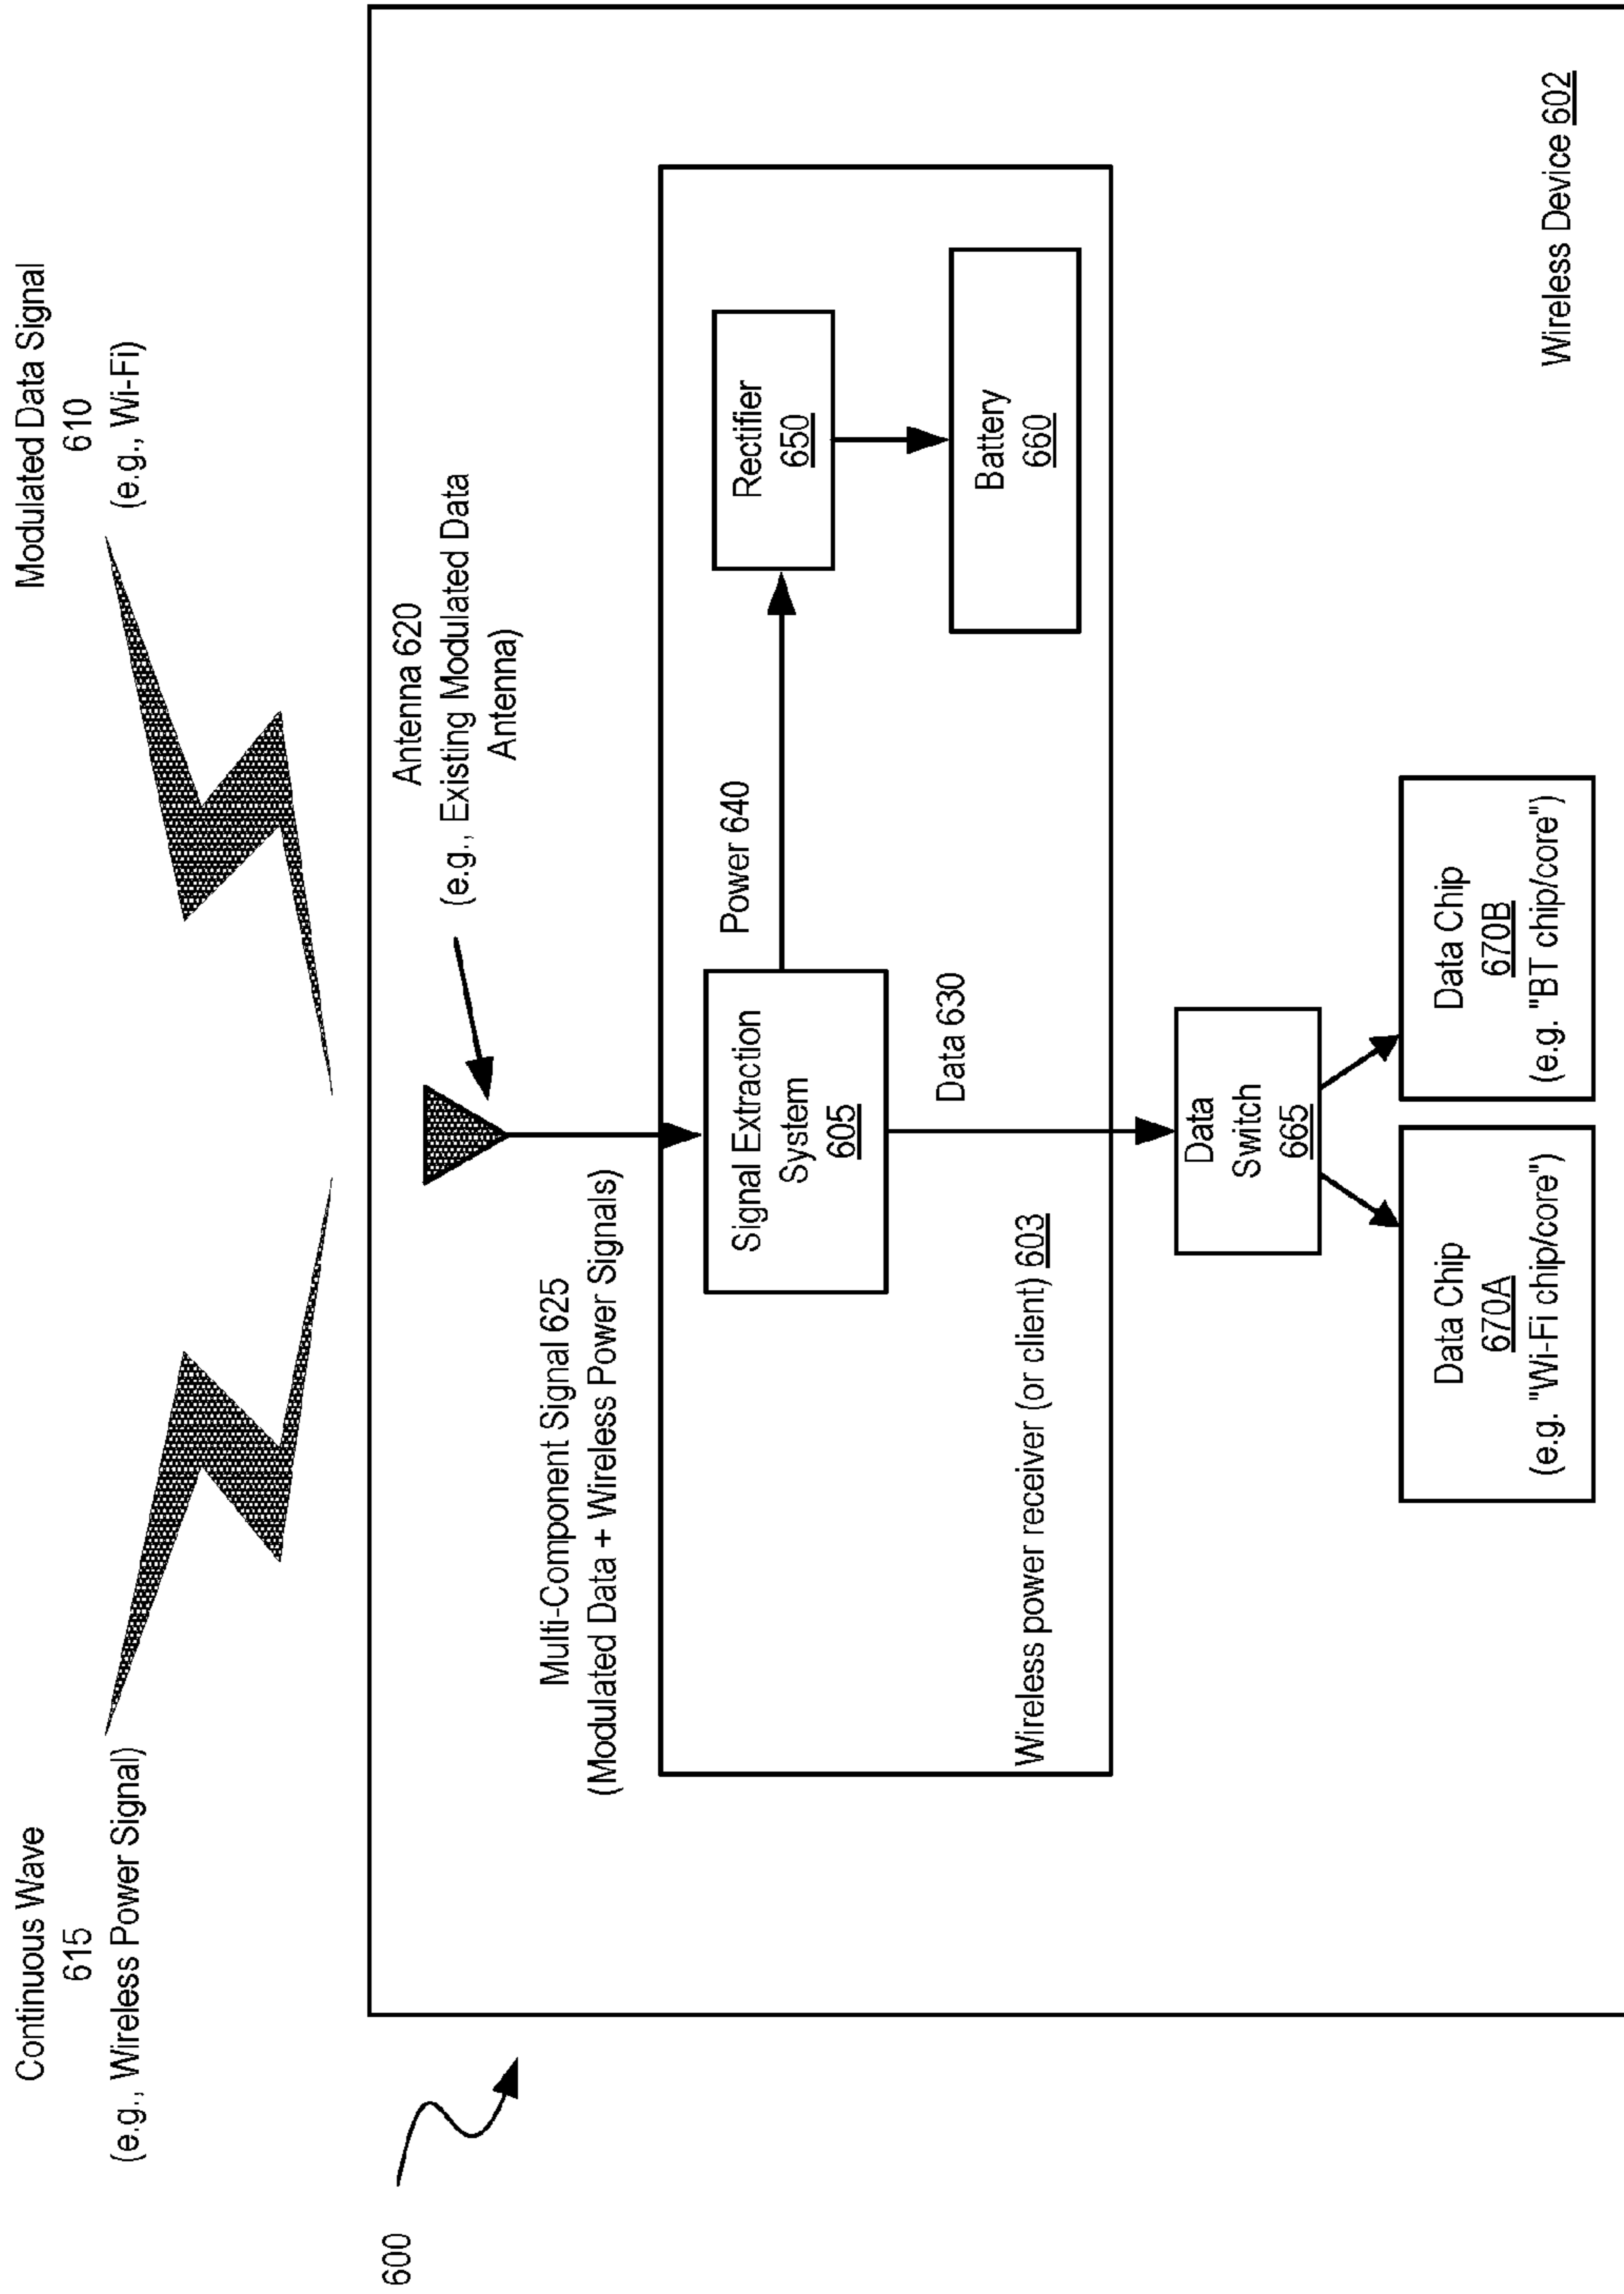 Continuous Wave
615
(e.g., Wireless Power Signal)
Modulated Data Signal
610
(e.g., Wi-Fi)
600
Antenna 620
(e.g., Existing Modulated Data
Antenna)
Multi-Component Signal 625
(Modulated Data + Wireless Power Signals)
Signal Extraction
System
605
Power 640
Rectifier
650
Battery
660
Data 630
Wireless power receiver (or client) 603
Data
Switch
665
Data Chip
670A
(e.g. "Wi-Fi chip/core")
Data Chip
670B
(e.g. "BT chip/core")
Wireless Device 602